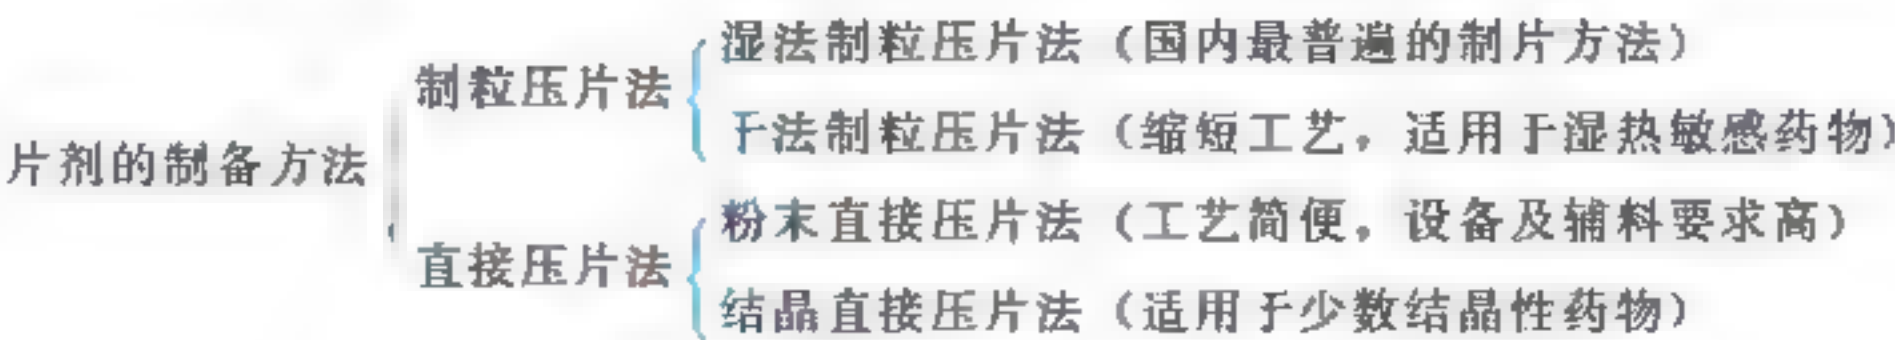 片剂的制备方法
制粒压片法
湿法制粒压片法（国内最普遍的制片方法）
干法制粒压片法（缩短工艺，适用于湿热敏感药物）
直接压片法
粉末直接压片法（工艺简便，设备及辅料要求高）
结晶直接压片法（适用于少数结晶性药物）